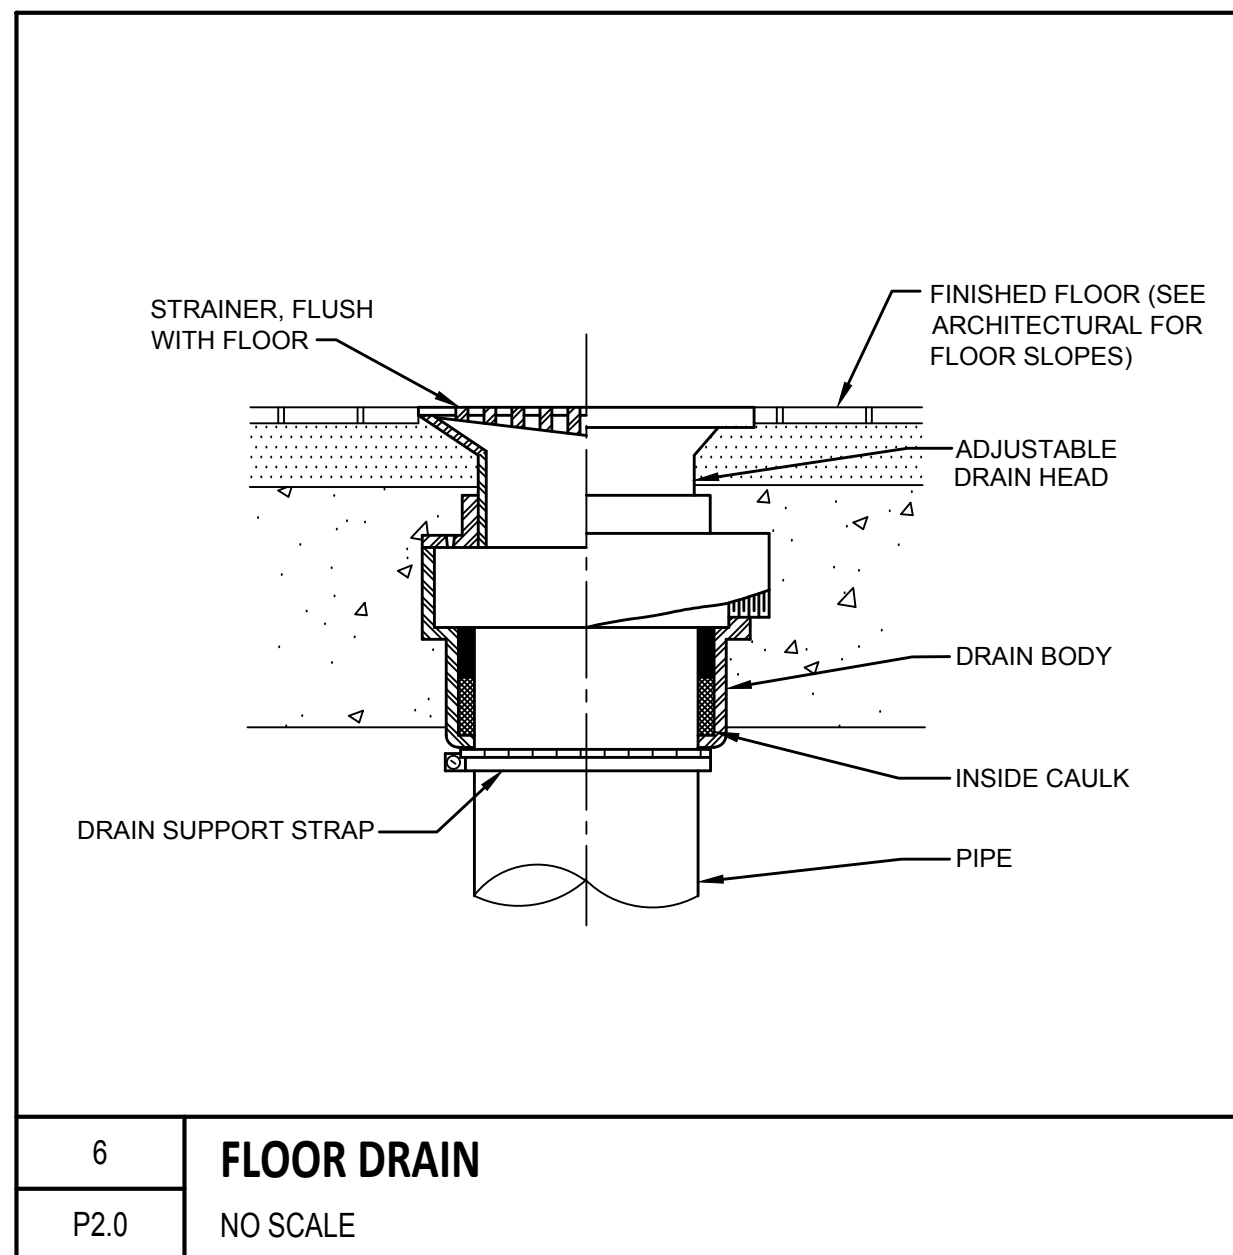 STRAINER, FLUSH
WITH FLOOR
FINISHED FLOOR (SEE
ARCHITECTURAL FOR
FLOOR SLOPES)
ADJUSTABLE
DRAIN HEAD
DRAIN BODY
INSIDE CAULK
DRAIN SUPPORT STRAP
PIPE
6
FLOOR DRAIN
P2.0
NO SCALE